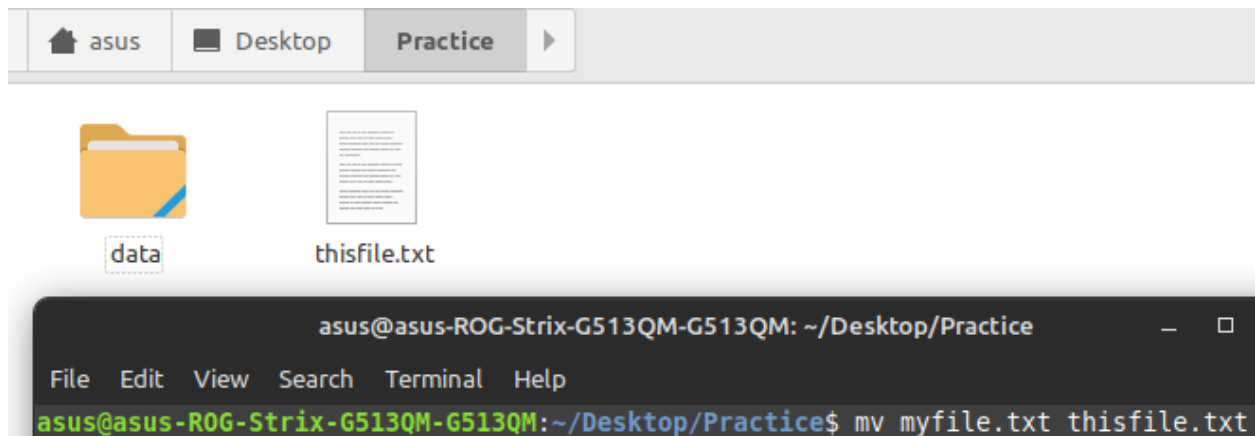 asus Desktop Practice
data thisfile.txt
asus@asus-ROG-Strix-G513QM-G513QM: ~/Desktop/Practice
File Edit View Search Terminal Help
asus@asus-ROG-Strix-G513QM-G513QM:~/Desktop/Practice$ mv myfile.txt thisfile.txt